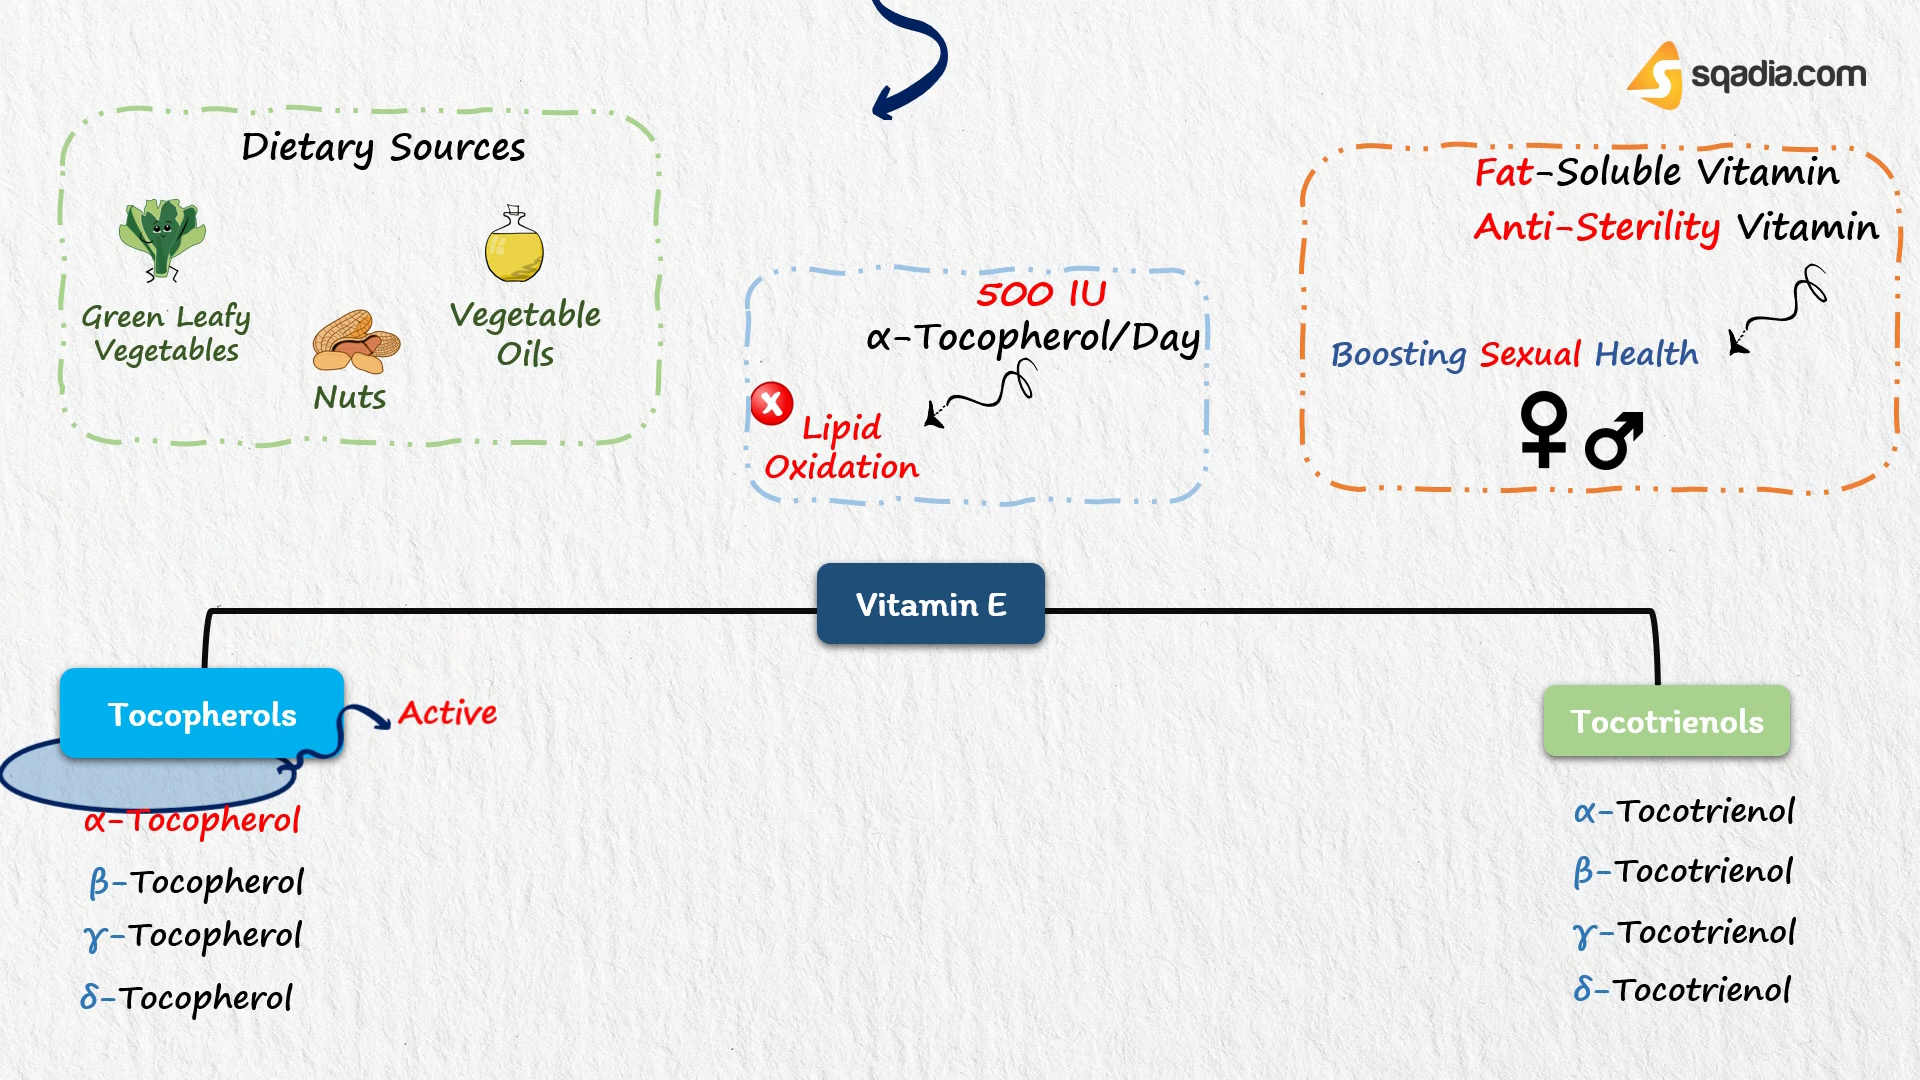 sqadia.com
Dietary Sources
Green Leafy
Vegetables
Nuts
Vegetable
Oils
500 IU
α-Tocopherol/Day
X
Lipid
Oxidation
Fat-Soluble Vitamin
Anti-Sterility Vitamin
Boosting Sexual Health
Vitamin E
Tocopherols
Active
α-Tocopherol
β-Tocopherol
γ-Tocopherol
δ-Tocopherol
Tocotrienols
α-Tocotrienol
β-Tocotrienol
γ-Tocotrienol
δ-Tocotrienol